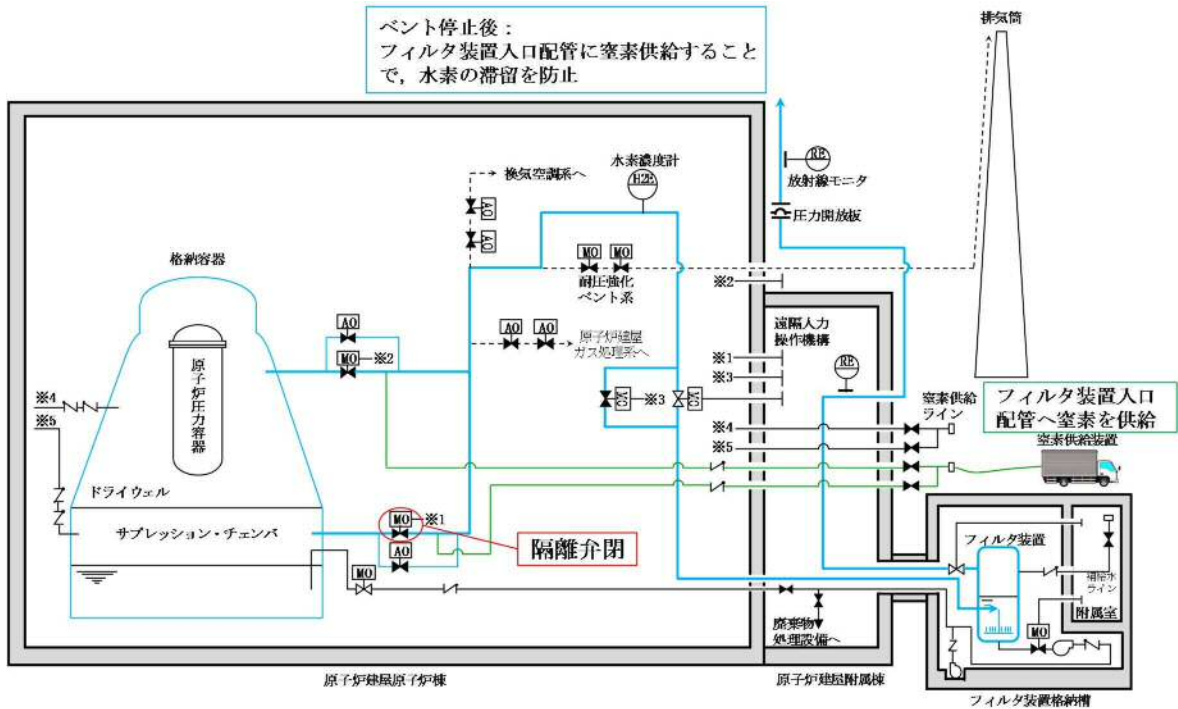 ベント停止後：
フィルタ装置入口配管に窒素供給すること
で，水素の滞留を防止
排気筒
水素濃度計
H2E
換気空調系へ
AO
AO
RE
放射線モニタ
圧力開放板
格納容器
MO
MO
耐圧強化
ベント系
※2
遠隔人力
操作機構
AO
MO
※2
AO
AO
原子炉建屋
ガス処理系へ
※1
※3
RE
原子炉圧力容器
※4
※5
MO
※3
MO
※4
※5
窒素供給
ライン
フィルタ装置入口
配管へ窒素を供給
窒素供給装置
ドライウェル
サプレッション・チェンバ
MO
※1
隔離弁閉
AO
MO
フィルタ装置
補給水
ライン
附属室
MO
廃棄物
処理設備へ
原子炉建屋原子炉棟
原子炉建屋附属棟
フィルタ装置格納槽